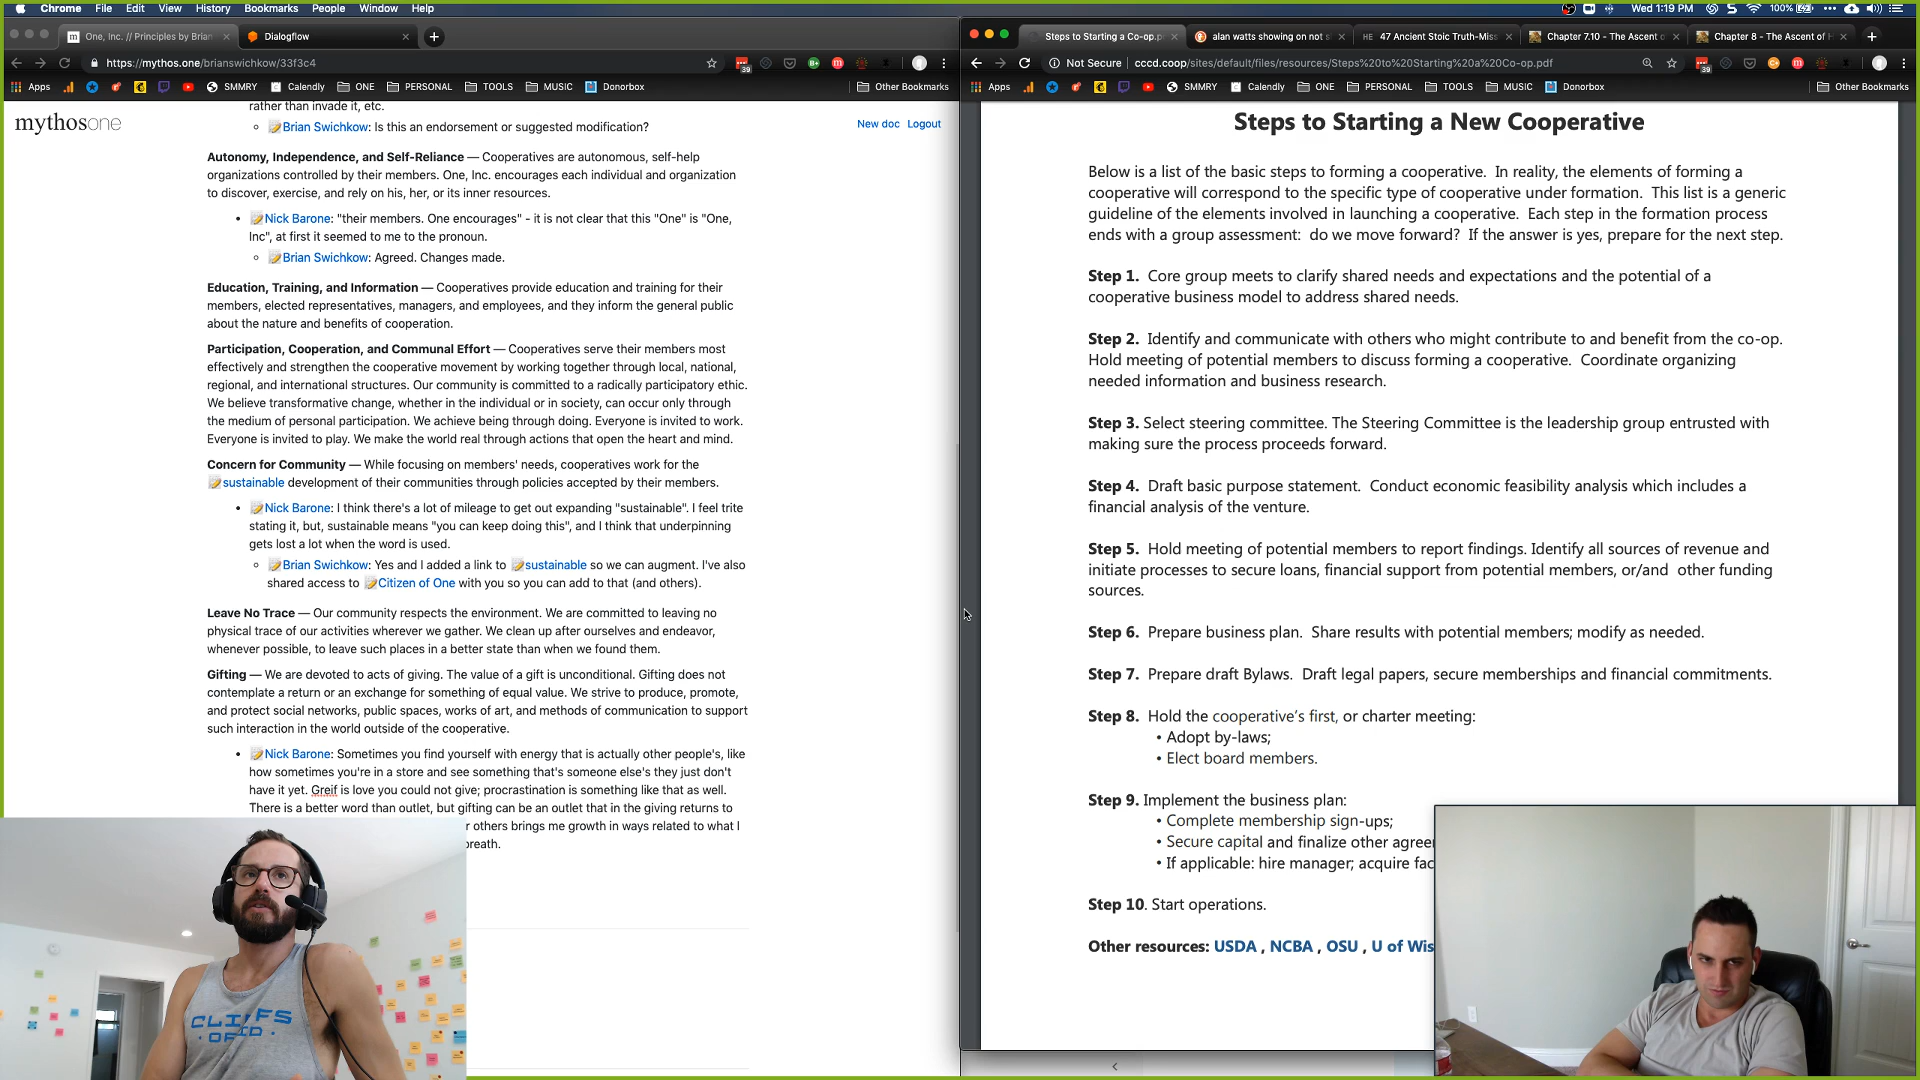 Chrome File Edit View History Bookmarks People Window Help
Wed 1:19 PM 100%
One, Inc. // Principles by Brian
Dialogflow
https://mythos.one/brianswichkow/33f3c4
Apps SMMRY Calendly ONE PERSONAL TOOLS MUSIC Donorbox Other Bookmarks
mythosone
New doc Logout
rather than invade it, etc.
Brian Swichkow: Is this an endorsement or suggested modification?
Autonomy, Independence, and Self-Reliance — Cooperatives are autonomous, self-help
organizations controlled by their members. One, Inc. encourages each individual and organization
to discover, exercise, and rely on his, her, or its inner resources.
Nick Barone: "their members. One encourages" - it is not clear that this "One" is "One,
Inc", at first it seemed to me to the pronoun.
Brian Swichkow: Agreed. Changes made.
Education, Training, and Information — Cooperatives provide education and training for their
members, elected representatives, managers, and employees, and they inform the general public
about the nature and benefits of cooperation.
Participation, Cooperation, and Communal Effort — Cooperatives serve their members most
effectively and strengthen the cooperative movement by working together through local, national,
regional, and international structures. Our community is committed to a radically participatory ethic.
We believe transformative change, whether in the individual or in society, can occur only through
the medium of personal participation. We achieve being through doing. Everyone is invited to work.
Everyone is invited to play. We make the world real through actions that open the heart and mind.
Concern for Community — While focusing on members' needs, cooperatives work for the
sustainable development of their communities through policies accepted by their members.
Nick Barone: I think there's a lot of mileage to get out expanding "sustainable". I feel trite
stating it, but, sustainable means "you can keep doing this", and I think that underpinning
gets lost a lot when the word is used.
Brian Swichkow: Yes and I added a link to sustainable so we can augment. I've also
shared access to Citizen of One with you so you can add to that (and others).
Leave No Trace — Our community respects the environment. We are committed to leaving no
physical trace of our activities wherever we gather. We clean up after ourselves and endeavor,
whenever possible, to leave such places in a better state than when we found them.
Gifting — We are devoted to acts of giving. The value of a gift is unconditional. Gifting does not
contemplate a return or an exchange for something of equal value. We strive to produce, promote,
and protect social networks, public spaces, works of art, and methods of communication to support
such interaction in the world outside of the cooperative.
Nick Barone: Sometimes you find yourself with energy that is actually other people's, like
how sometimes you're in a store and see something that's someone else's they just don't
have it yet. Greif is love you could not give; procrastination is something like that as well.
There is a better word than outlet, but gifting can be an outlet that in the giving returns to
r others brings me growth in ways related to what I
breath.
CLIFFS
OF ID
Steps to Starting a Co-op.p
alan watts showing on not s
HE 47 Ancient Stoic Truth-Miss
Chapter 7.10 - The Ascent o
Chapter 8 - The Ascent of H
Not Secure cccd.coop/sites/default/files/resources/Steps%20to%20Starting%20a%20Co-op.pdf
Apps SMMRY Calendly ONE PERSONAL TOOLS MUSIC Donorbox Other Bookmarks
Steps to Starting a New Cooperative
Below is a list of the basic steps to forming a cooperative. In reality, the elements of forming a
cooperative will correspond to the specific type of cooperative under formation. This list is a generic
guideline of the elements involved in launching a cooperative. Each step in the formation process
ends with a group assessment: do we move forward? If the answer is yes, prepare for the next step.
Step 1. Core group meets to clarify shared needs and expectations and the potential of a
cooperative business model to address shared needs.
Step 2. Identify and communicate with others who might contribute to and benefit from the co-op.
Hold meeting of potential members to discuss forming a cooperative. Coordinate organizing
needed information and business research.
Step 3. Select steering committee. The Steering Committee is the leadership group entrusted with
making sure the process proceeds forward.
Step 4. Draft basic purpose statement. Conduct economic feasibility analysis which includes a
financial analysis of the venture.
Step 5. Hold meeting of potential members to report findings. Identify all sources of revenue and
initiate processes to secure loans, financial support from potential members, or/and other funding
sources.
Step 6. Prepare business plan. Share results with potential members; modify as needed.
Step 7. Prepare draft Bylaws. Draft legal papers, secure memberships and financial commitments.
Step 8. Hold the cooperative's first, or charter meeting:
• Adopt by-laws;
• Elect board members.
Step 9. Implement the business plan:
• Complete membership sign-ups;
• Secure capital and finalize other agreer
• If applicable: hire manager; acquire fac
Step 10. Start operations.
Other resources: USDA , NCBA , OSU , U of Wis